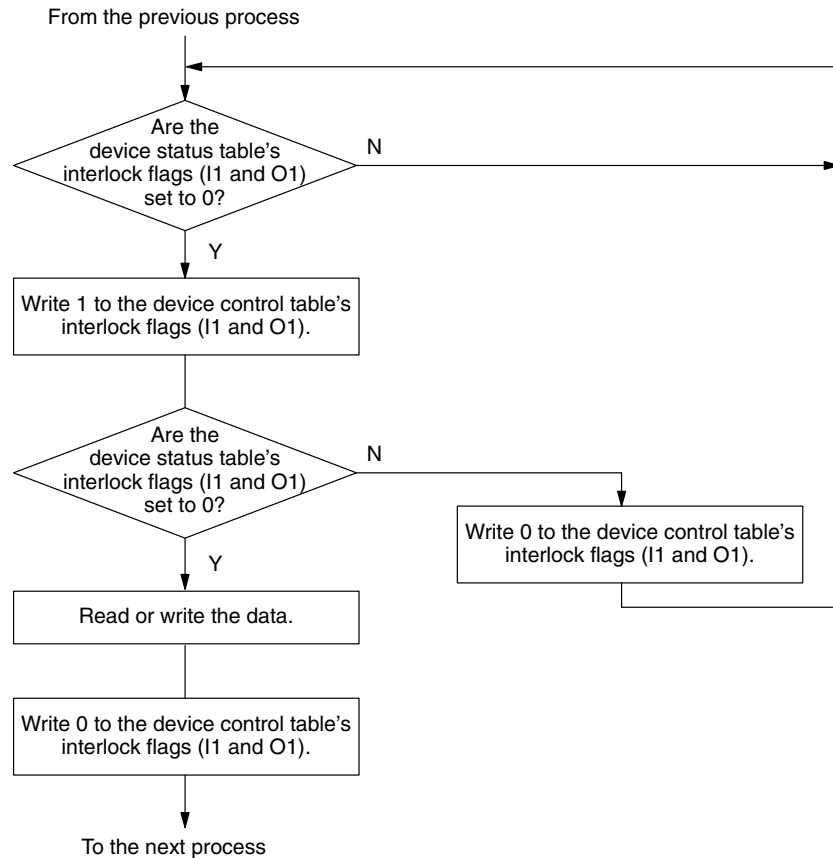 From the previous process
Are the
device status table's
interlock flags (I1 and O1)
set to 0?
N
Y
Write 1 to the device control table's
interlock flags (I1 and O1).
Are the
device status table's
interlock flags (I1 and O1)
set to 0?
N
Write 0 to the device control table's
interlock flags (I1 and O1).
Y
Read or write the data.
Write 0 to the device control table's
interlock flags (I1 and O1).
To the next process